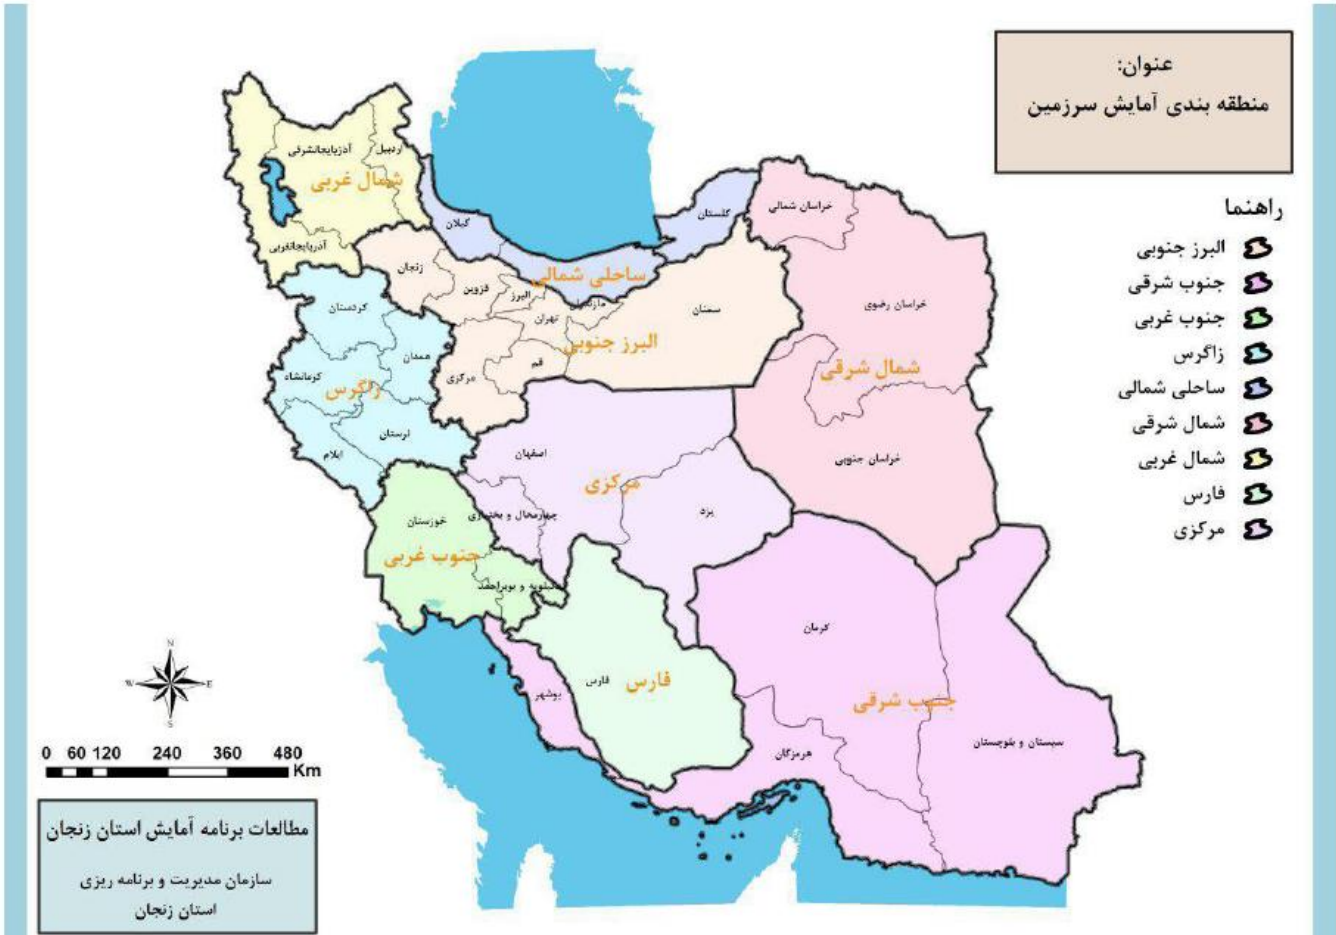 عنوان:
منطقه بندی آمایش سرزمین
راهنما
البرز جنوبی
جنوب شرقی
جنوب غربی
زاگرس
ساحلی شمالی
شمال شرقی
شمال غربی
فارس
مرکزی
اردبیل
آذربایجانشرقی
شمال غربی
آذربایجانغربی
گیلان
گلستان
خراسان شمالی
ساحلی شمالی
زنجان
قزوین
البرز
مازندران
تهران
سمنان
البرز جنوبی
قم
مرکزی
خراسان رضوی
شمال شرقی
خراسان جنوبی
کردستان
همدان
کرمانشاه
زاگرس
لرستان
ایلام
اصفهان
مرکزی
یزد
چهارمحال و بختیاری
خوزستان
جنوب غربی
و بویراحمد
فارس
فارس
بوشهر
کرمان
جنوب شرقی
هرمزگان
سیستان و بلوچستان
N
W E
S
0 60 120 240 360 480
Km
مطالعات برنامه آمایش استان زنجان
سازمان مدیریت و برنامه ریزی
استان زنجان